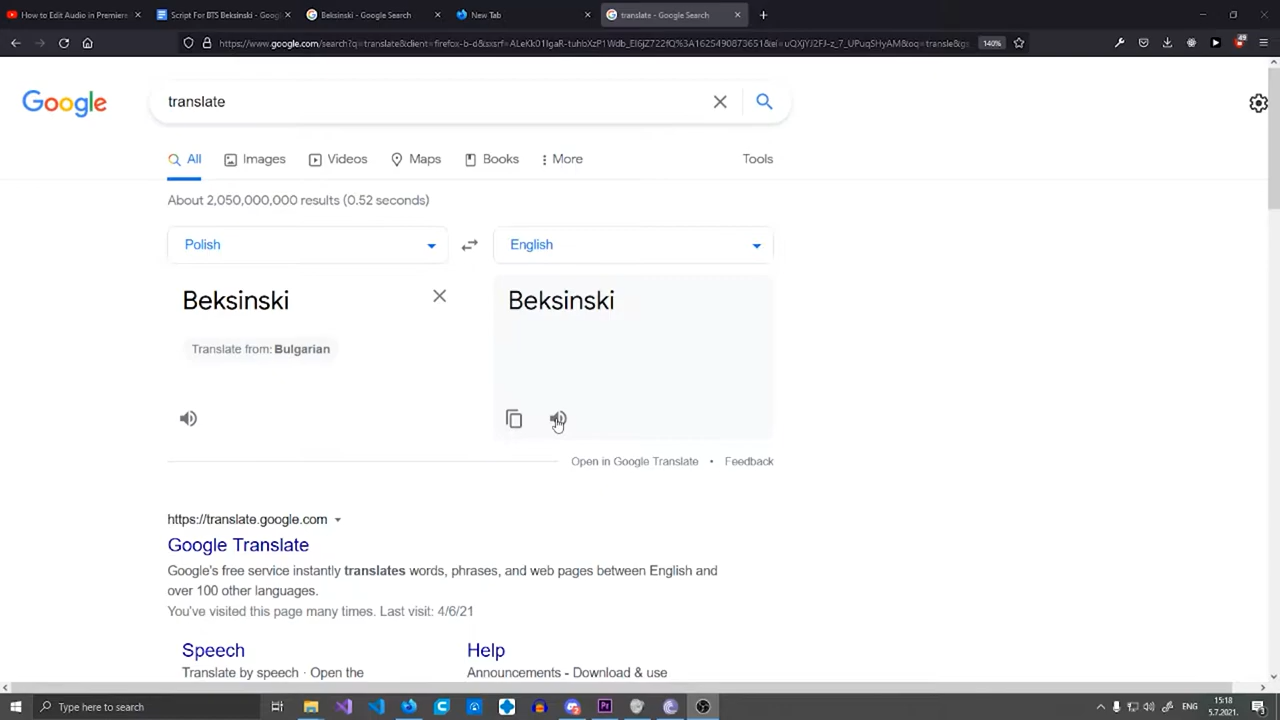 How to Edit Audio in Premiere
Script For BTS Beksinski - Goog
Beksinski - Google Search
New Tab
translate - Google Search
140%
49
Google
translate
All
Images
Videos
Maps
Books
More
Tools
About 2,050,000,000 results (0.52 seconds)
Polish
English
Beksinski
Beksinski
Translate from: Bulgarian
Open in Google Translate • Feedback
https://translate.google.com
Google Translate
Google's free service instantly translates words, phrases, and web pages between English and
over 100 other languages.
You've visited this page many times. Last visit: 4/6/21
Speech
Help
Translate by speech · Open the
Announcements - Download & use
Type here to search
ENG
15:18
5.7.2021.
3